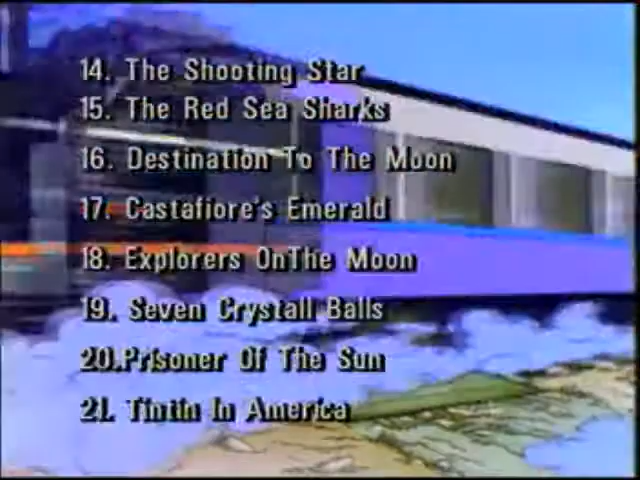 14. The Shooting Star
15. The Red Sea Sharks
16. Destination To The Moon
17. Castafiore's Emerald
18. Explorers OnThe Moon
19. Seven Crystall Balls
20.Prisoner Of The Sun
21. Tintin In America